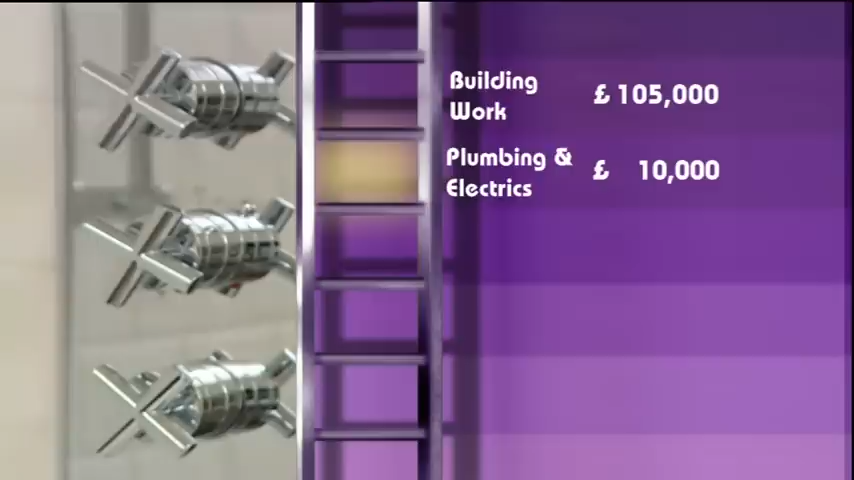 Building
Work £ 105,000
Plumbing &
Electrics £ 10,000